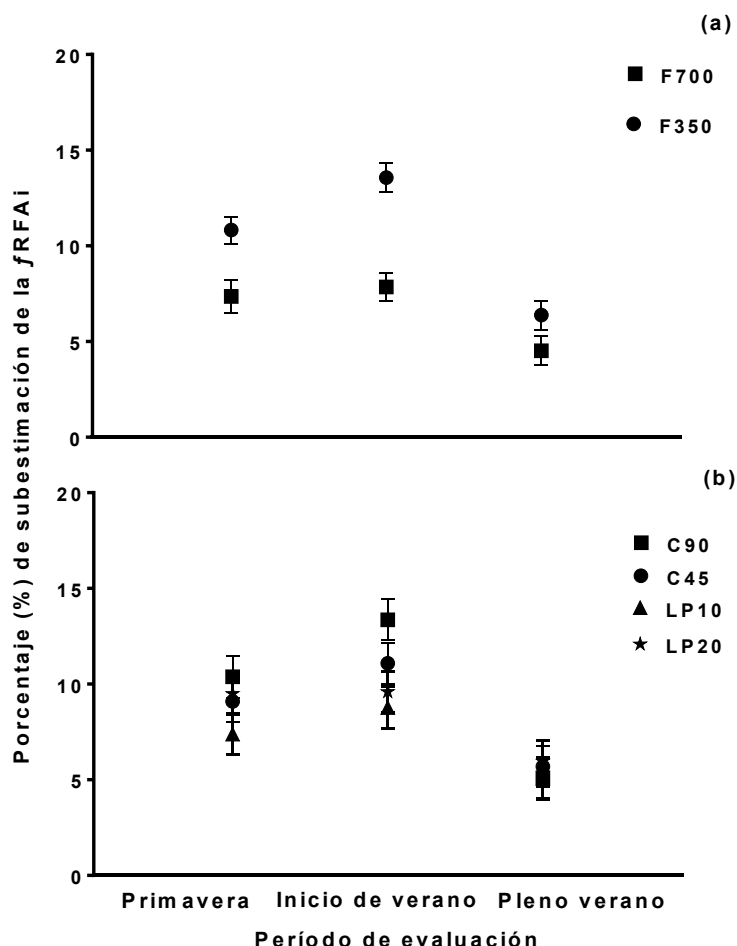 (a)
20
15
10
5
0
F700
F350
Porcentaje (%) de subestimación de la ƒRFAi
(b)
20
15
10
5
0
C90
C45
LP10
LP20
Primavera Inicio de verano Pleno verano
Período de evaluación